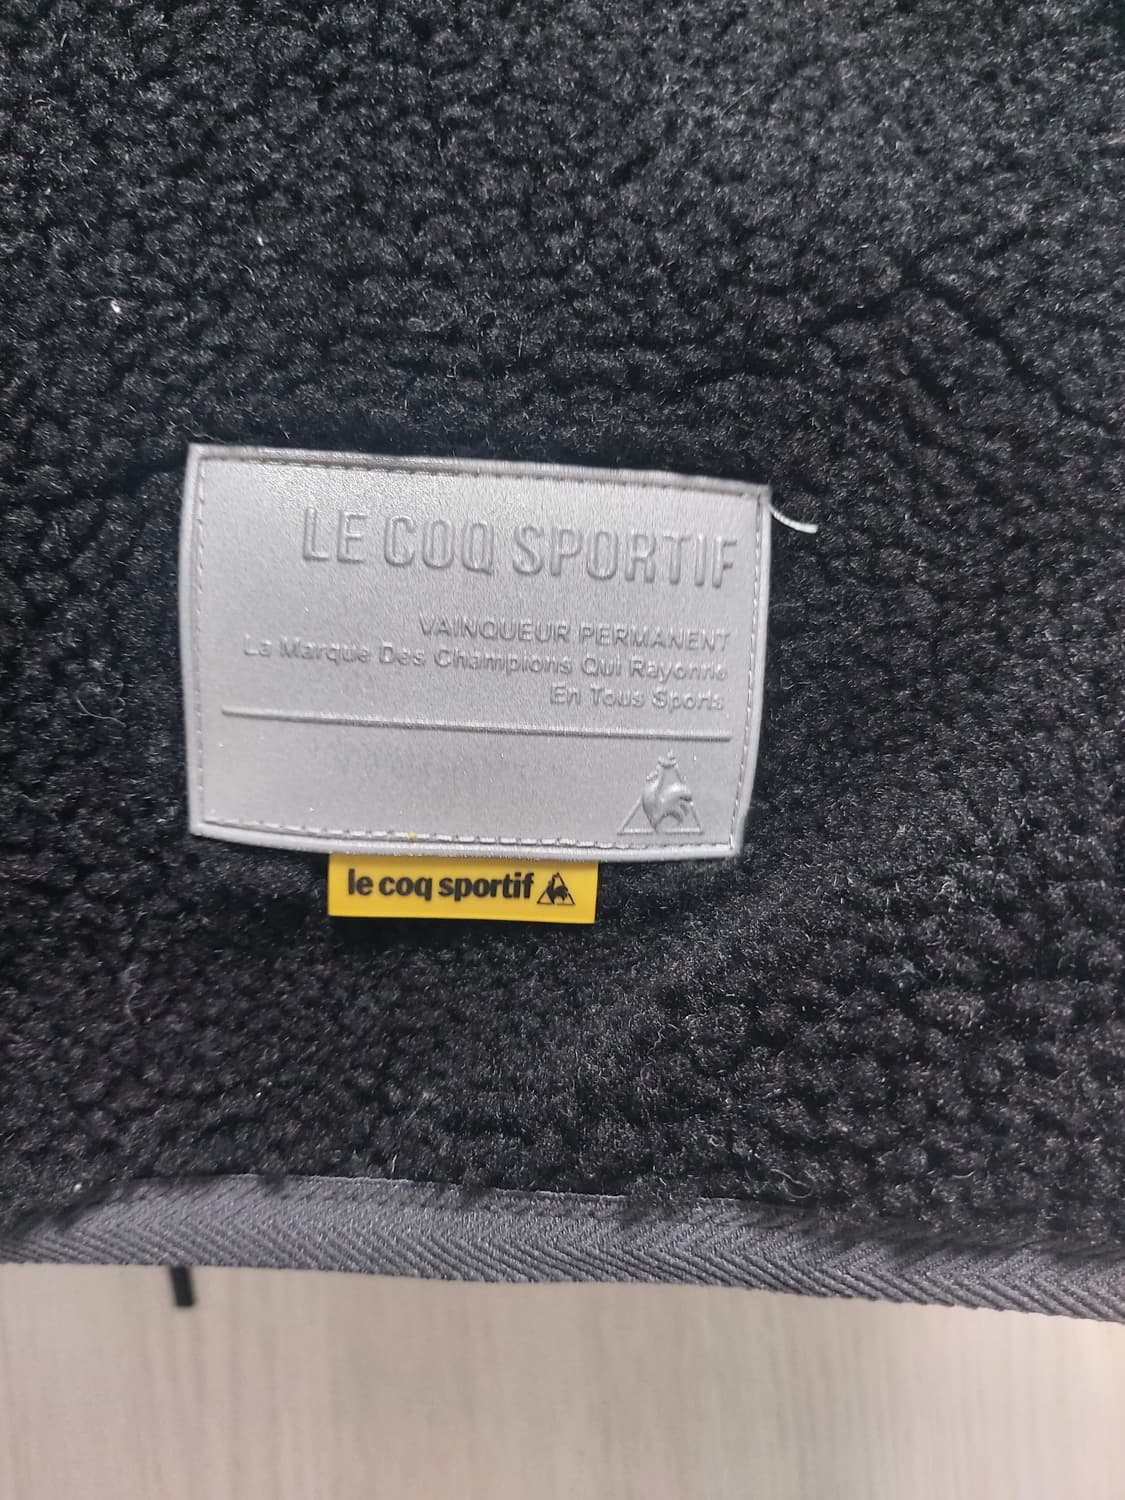 LE COQ SPORTIF
VAINQUEUR PERMANENT
La Marque Des Champions Qui Rayonne
En Tous Sports
le coq sportif